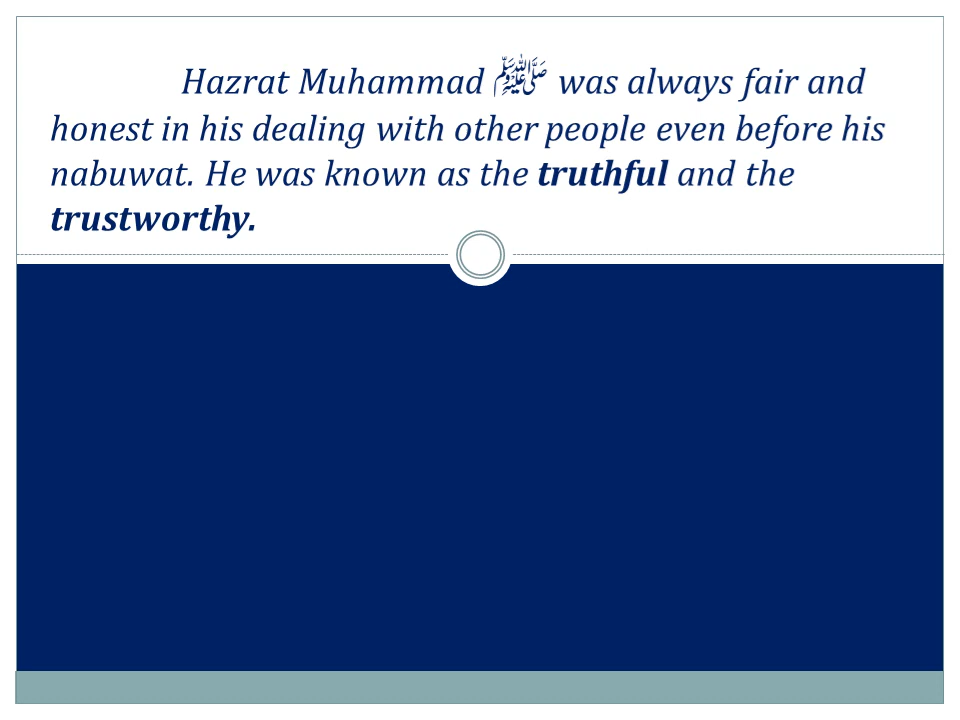 Hazrat Muhammad ﷺ was always fair and
honest in his dealing with other people even before his
nabuwat. He was known as the truthful and the
trustworthy.